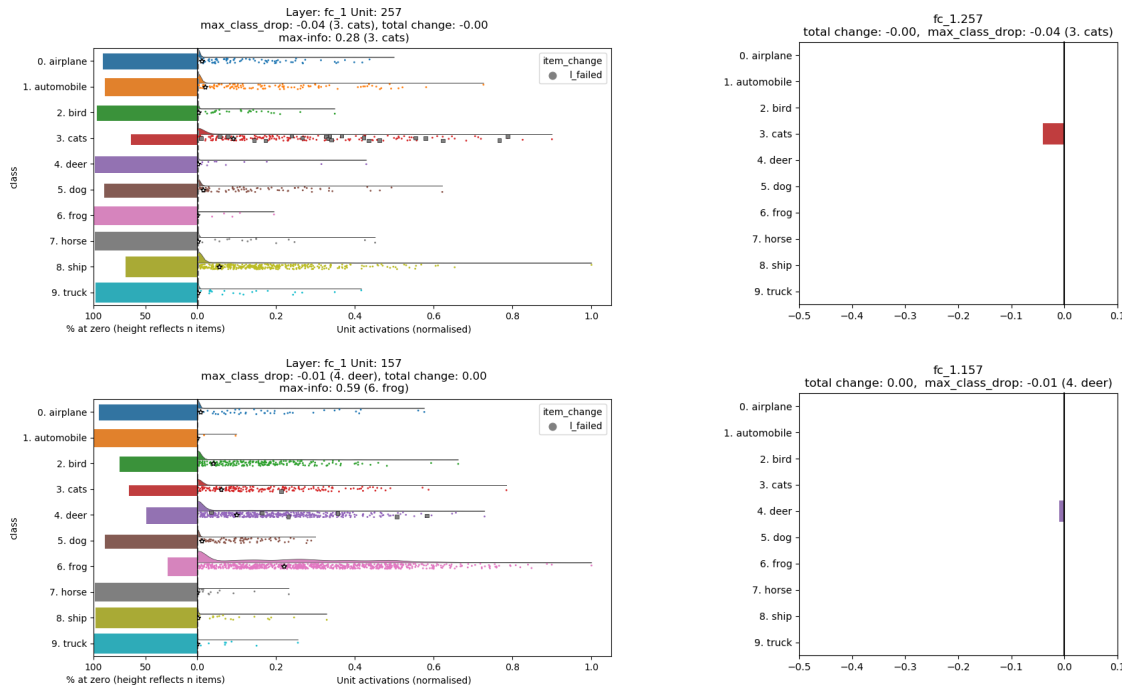 Layer: fc_1 Unit: 257
max_class_drop: -0.04 (3. cats), total change: -0.00
max-info: 0.28 (3. cats)
class
0. airplane
1. automobile
2. bird
3. cats
4. deer
5. dog
6. frog
7. horse
8. ship
9. truck
item_change
l_failed
100 50 0.0 0.2 0.4 0.6 0.8 1.0
% at zero (height reflects n items) Unit activations (normalised)
fc_1.257
total change: -0.00, max_class_drop: -0.04 (3. cats)
0. airplane
1. automobile
2. bird
3. cats
4. deer
5. dog
6. frog
7. horse
8. ship
9. truck
−0.5 −0.4 −0.3 −0.2 −0.1 0.0 0.1
Layer: fc_1 Unit: 157
max_class_drop: -0.01 (4. deer), total change: 0.00
max-info: 0.59 (6. frog)
class
0. airplane
1. automobile
2. bird
3. cats
4. deer
5. dog
6. frog
7. horse
8. ship
9. truck
item_change
l_failed
100 50 0.0 0.2 0.4 0.6 0.8 1.0
% at zero (height reflects n items) Unit activations (normalised)
fc_1.157
total change: 0.00, max_class_drop: -0.01 (4. deer)
0. airplane
1. automobile
2. bird
3. cats
4. deer
5. dog
6. frog
7. horse
8. ship
9. truck
−0.5 −0.4 −0.3 −0.2 −0.1 0.0 0.1